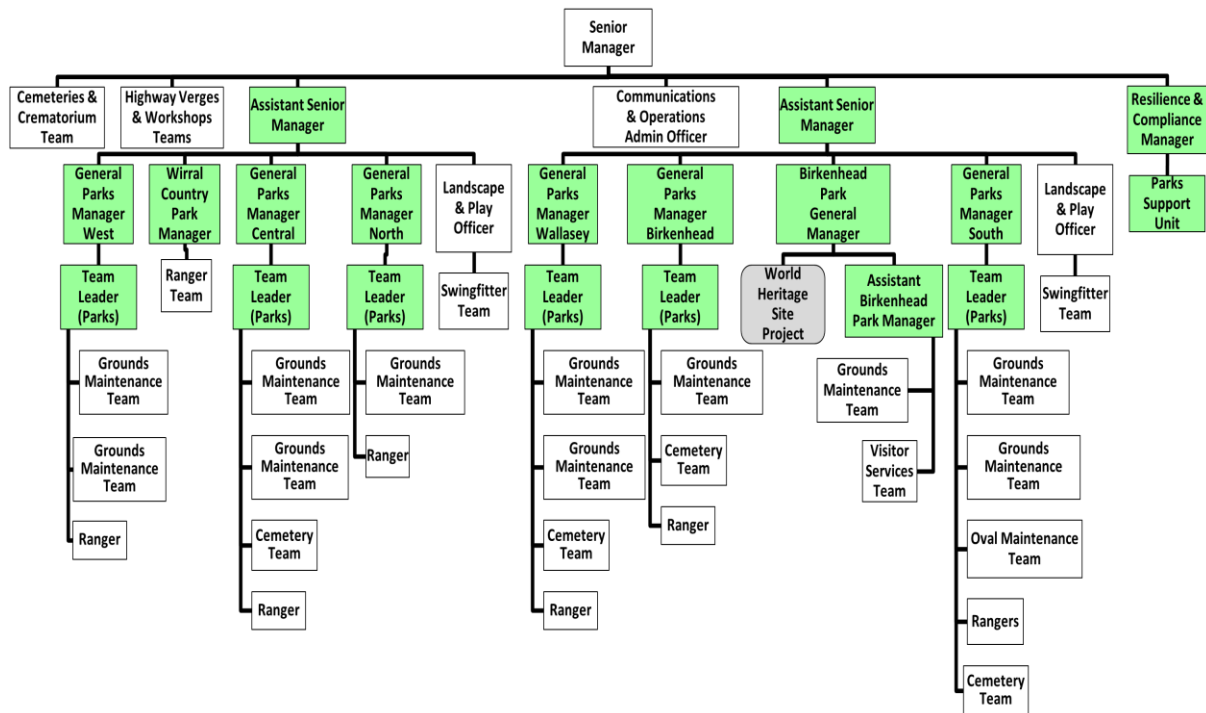 Senior
Manager
Cemeteries &
Crematorium
Team
Highway Verges
& Workshops
Teams
Assistant Senior
Manager
Communications
& Operations
Admin Officer
Assistant Senior
Manager
Resilience &
Compliance
Manager
General
Parks
Manager
West
Wirral
Country
Park
Manager
General
Parks
Manager
Central
General
Parks
Manager
North
Landscape
& Play
Officer
General
Parks
Manager
Wallasey
General
Parks
Manager
Birkenhead
Birkenhead
Park
General
Manager
General
Parks
Manager
South
Landscape
& Play
Officer
Parks
Support
Unit
Team
Leader
(Parks)
Ranger
Team
Team
Leader
(Parks)
Team
Leader
(Parks)
Swingfitter
Team
Team
Leader
(Parks)
Team
Leader
(Parks)
World
Heritage
Site
Project
Assistant
Birkenhead
Park Manager
Team
Leader
(Parks)
Swingfitter
Team
Grounds
Maintenance
Team
Grounds
Maintenance
Team
Grounds
Maintenance
Team
Grounds
Maintenance
Team
Grounds
Maintenance
Team
Grounds
Maintenance
Team
Grounds
Maintenance
Team
Grounds
Maintenance
Team
Grounds
Maintenance
Team
Ranger
Grounds
Maintenance
Team
Cemetery
Team
Visitor
Services
Team
Grounds
Maintenance
Team
Ranger
Cemetery
Team
Cemetery
Team
Ranger
Oval Maintenance
Team
Ranger
Ranger
Rangers
Cemetery
Team